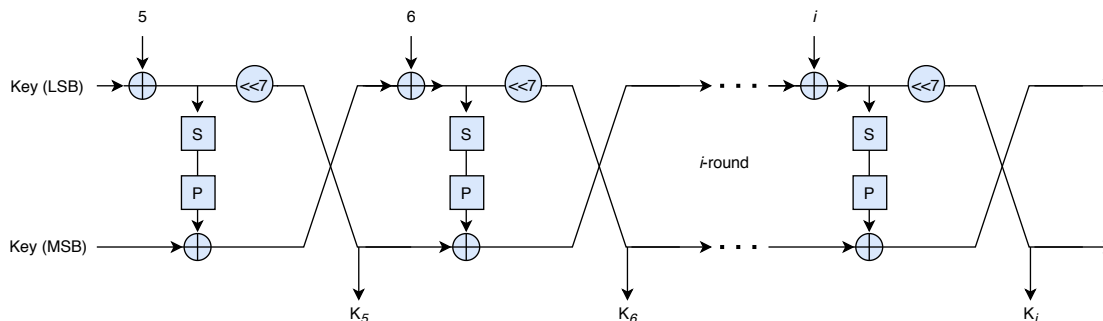 5
6
i
Key (LSB)
<<7
<<7
<<7
S
S
S
i-round
P
P
P
Key (MSB)
K5
K6
Ki